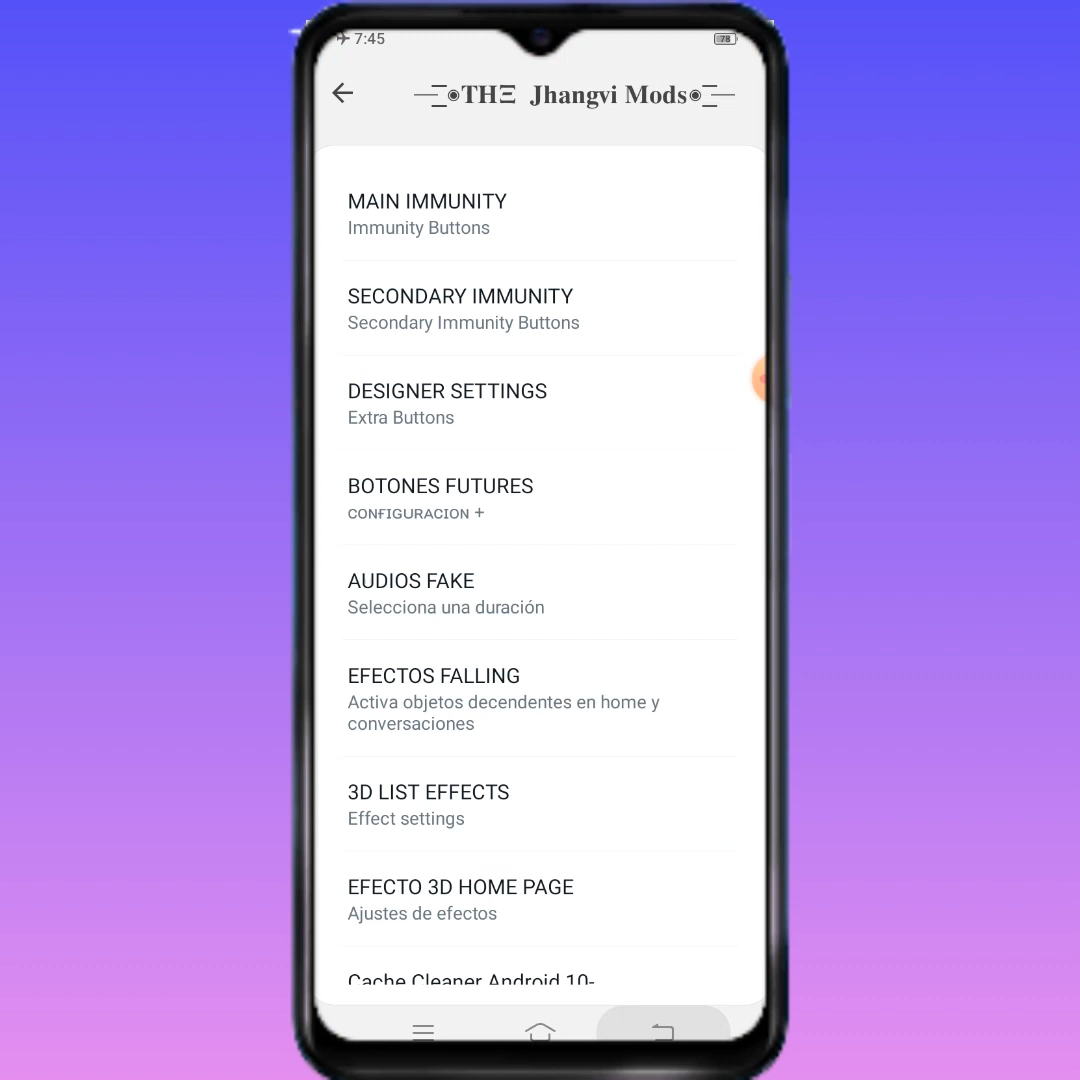 7:45
78
—͟͞͞◉THΞ Jhangvi Mods◉͟͞͞—
MAIN IMMUNITY
Immunity Buttons
SECONDARY IMMUNITY
Secondary Immunity Buttons
DESIGNER SETTINGS
Extra Buttons
BOTONES FUTURES
ᴄᴏɴғɪɢᴜʀᴀᴄɪᴏɴ +
AUDIOS FAKE
Selecciona una duración
EFECTOS FALLING
Activa objetos decendentes en home y
conversaciones
3D LIST EFFECTS
Effect settings
EFECTO 3D HOME PAGE
Ajustes de efectos
Cache Cleaner Android 10-